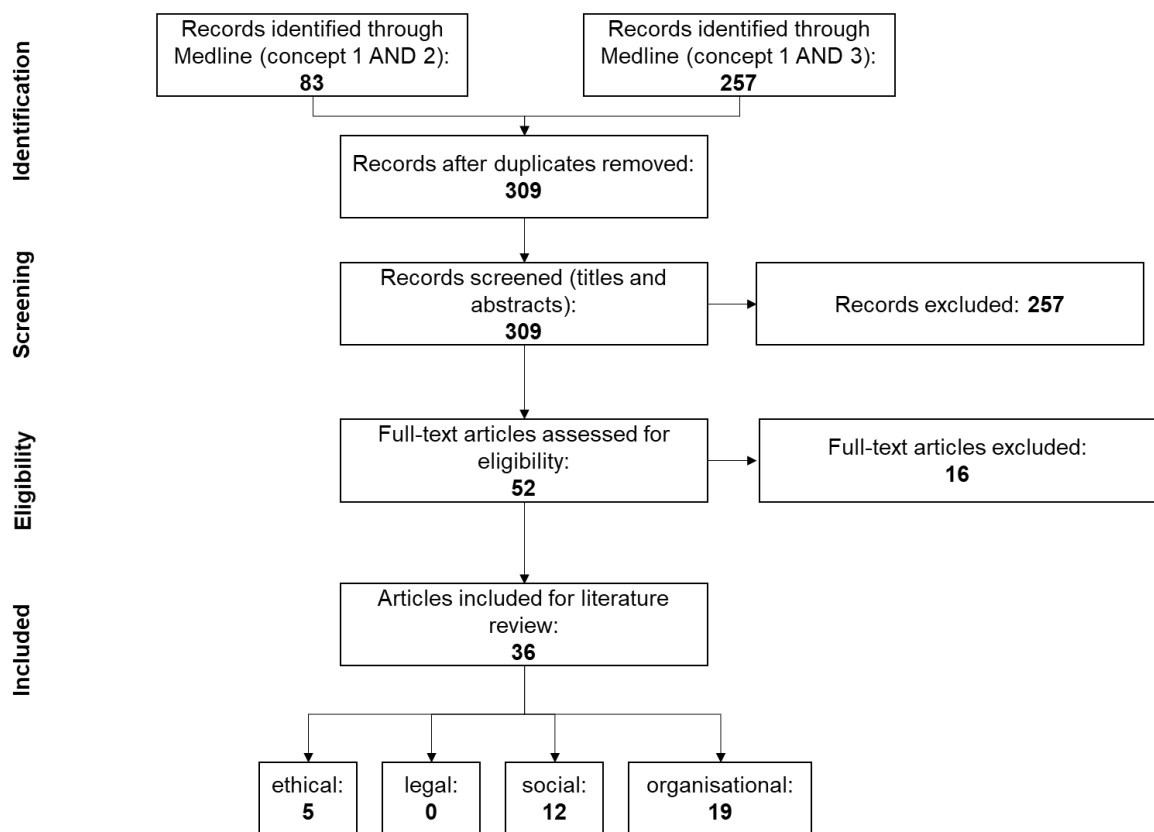 Identification
Records identified through
Medline (concept 1 AND 2):
83
Records identified through
Medline (concept 1 AND 3):
257
Records after duplicates removed:
309
Screening
Records screened (titles and
abstracts):
309
Records excluded: 257
Eligibility
Full-text articles assessed for
eligibility:
52
Full-text articles excluded:
16
Included
Articles included for literature
review:
36
ethical:
5
legal:
0
social:
12
organisational:
19